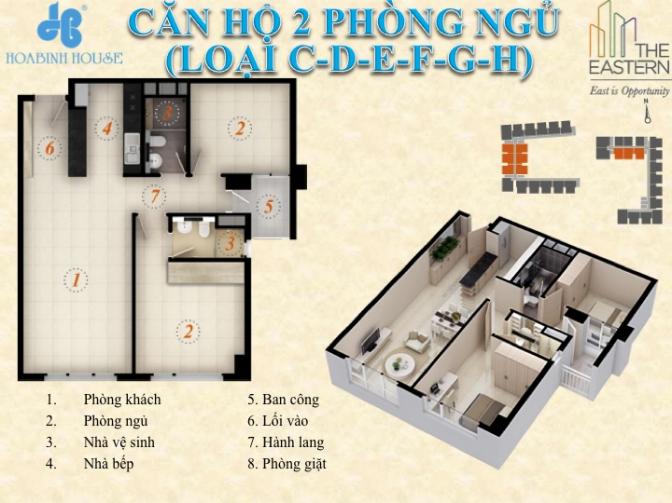 HOABINH HOUSE
CĂN HỘ 2 PHÒNG NGỦ
(LOẠI C-D-E-F-G-H)
THE
EASTERN
East is Opportunity
N
3
6
4
2
7
5
3
1
2
1. Phòng khách
2. Phòng ngủ
3. Nhà vệ sinh
4. Nhà bếp
5. Ban công
6. Lối vào
7. Hành lang
8. Phòng giặt